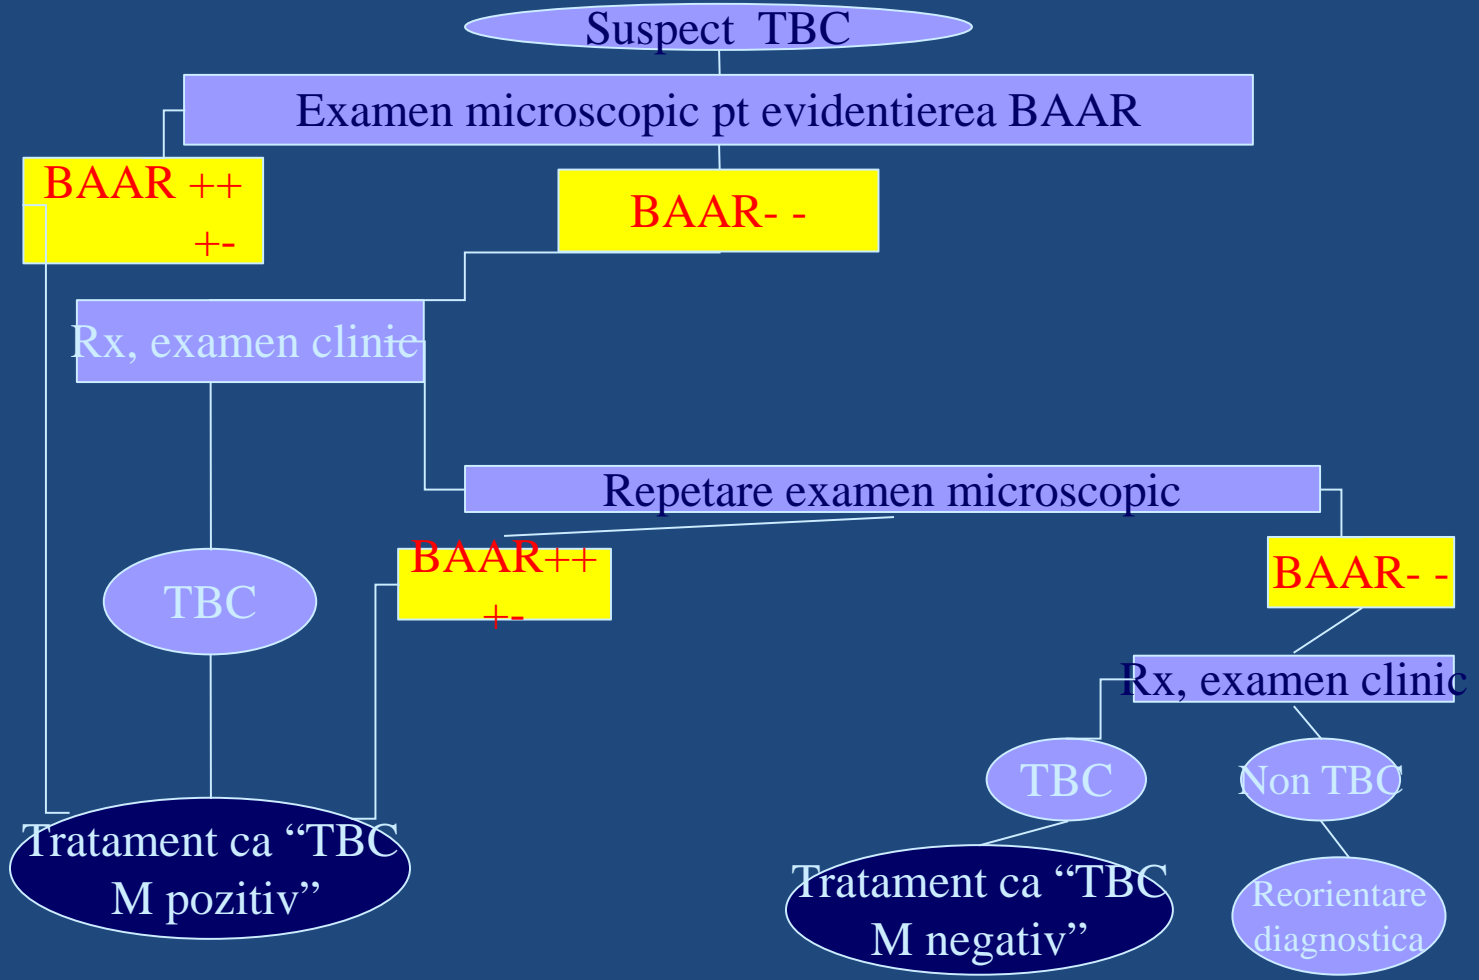 Suspect TBC
Examen microscopic pt evidentierea BAAR
BAAR ++
+-
BAAR- -
Rx, examen clinic
Repetare examen microscopic
BAAR++
+-
BAAR- -
TBC
Rx, examen clinic
TBC
Non TBC
Tratament ca “TBC
M pozitiv”
Tratament ca “TBC
M negativ”
Reorientare
diagnostica